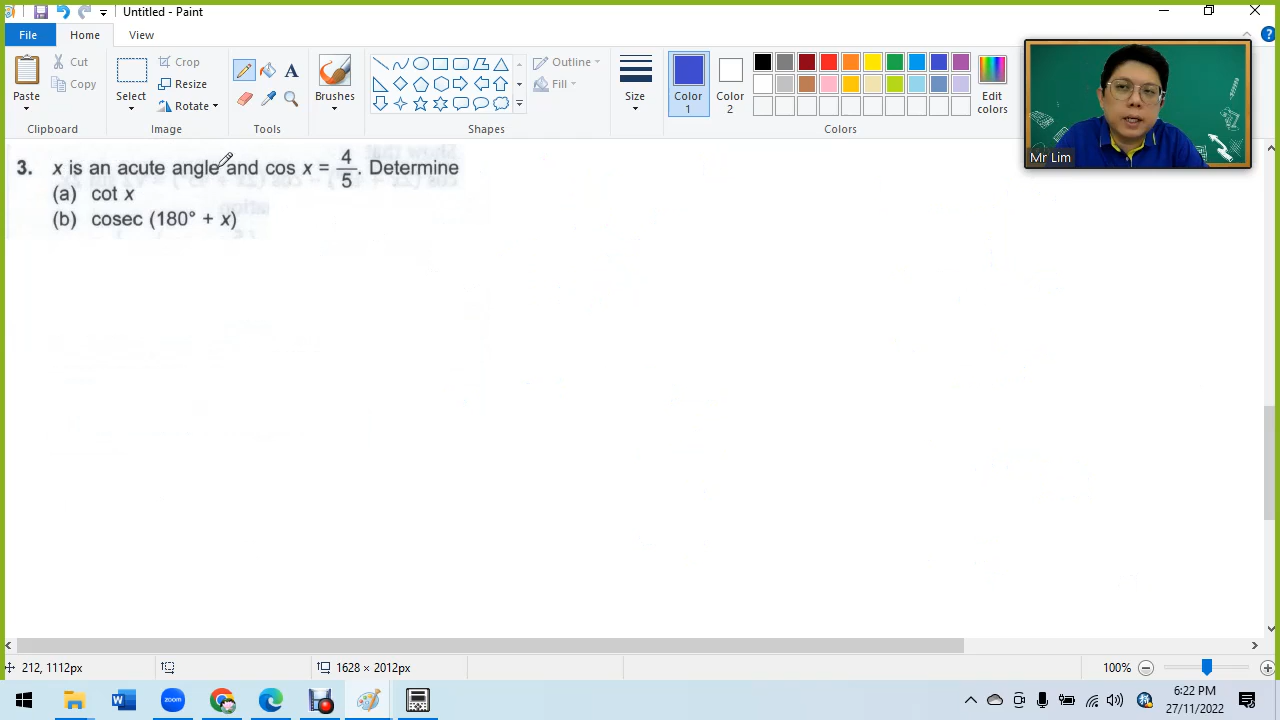 Untitled - Paint
File
Home
View
Paste
Cut
Copy
Clipboard
Select
Crop
Resize
Rotate
Image
Tools
Brushes
Shapes
Outline
Fill
Size
Color 1
Color 2
Edit colors
Colors
Mr Lim
3. x is an acute angle and cos x = 4/5. Determine
(a) cot x
(b) cosec (180° + x)
212, 1112px
1628 × 2012px
100%
zoom
6:22 PM
27/11/2022